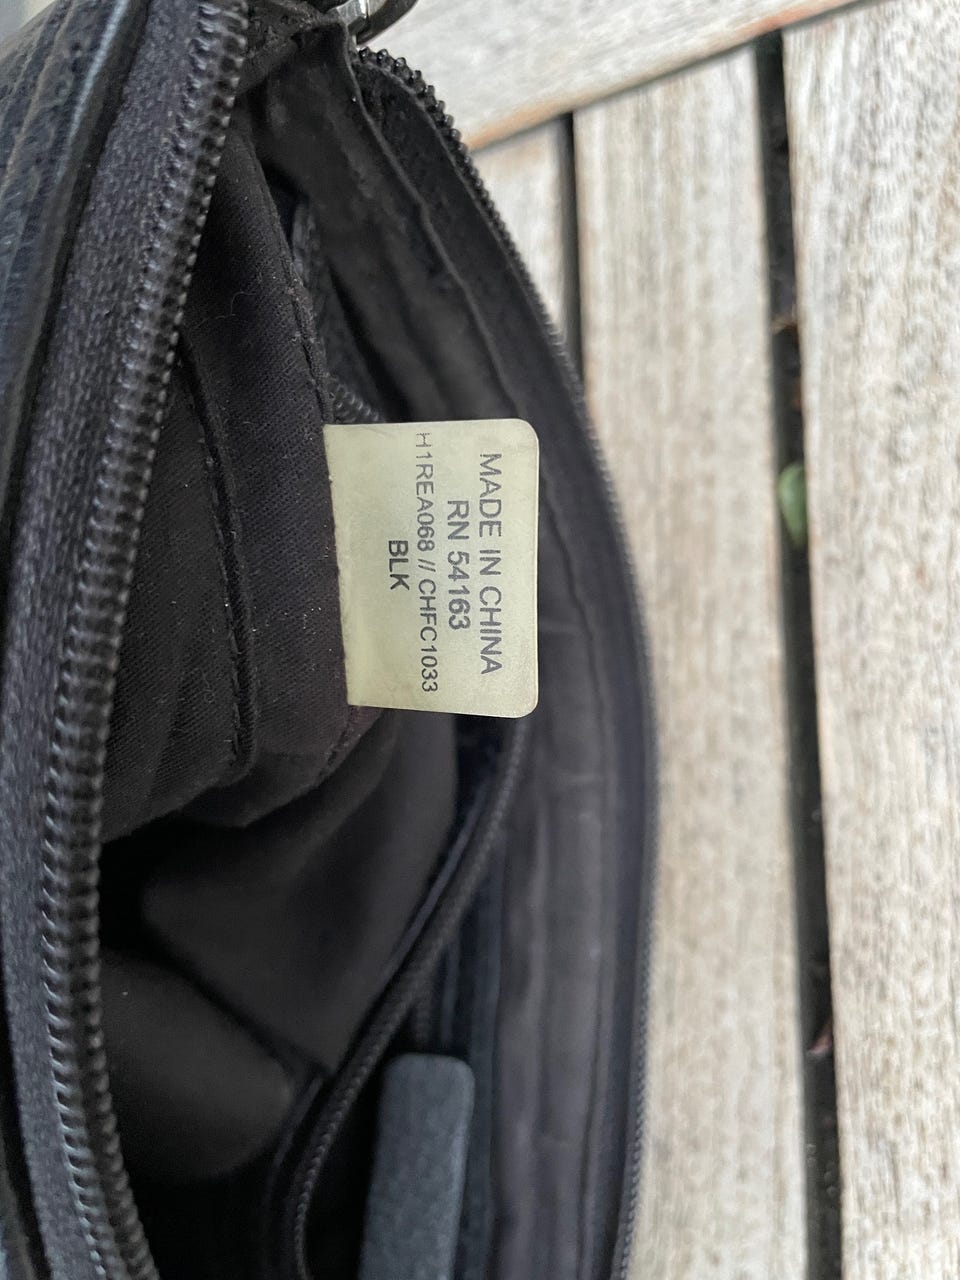 MADE IN CHINA
RN 54163
H1REA068 // CHFC1033
BLK